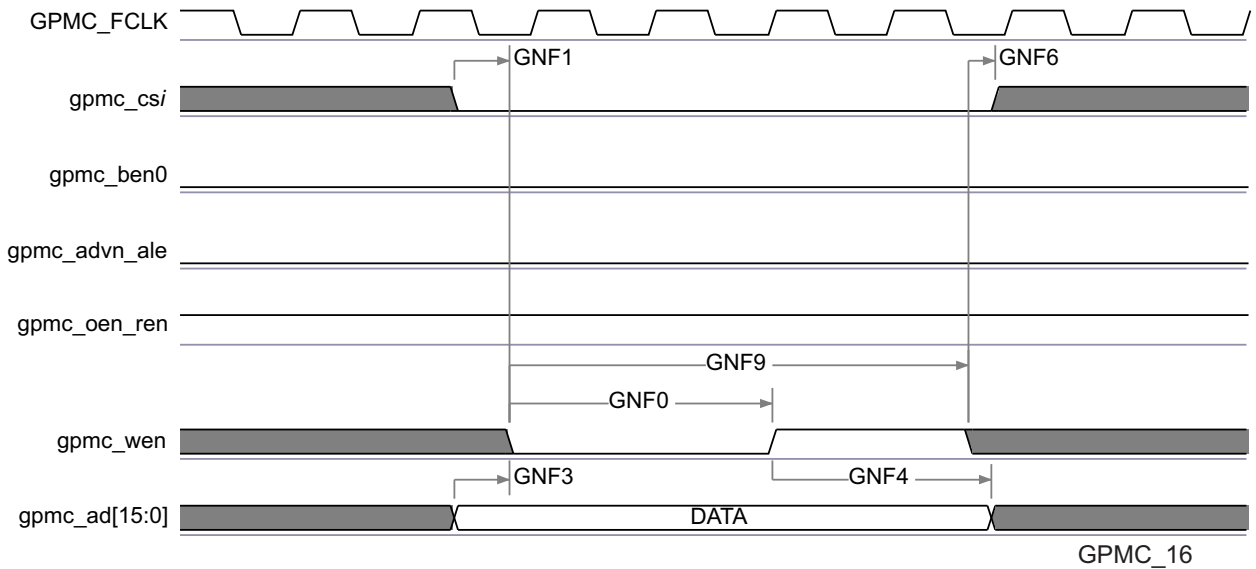 GPMC_FCLK
GNF1
GNF6
gpmc_csi
gpmc_ben0
gpmc_advn_ale
gpmc_oen_ren
GNF9
GNF0
gpmc_wen
GNF3
GNF4
gpmc_ad[15:0]
DATA
GPMC_16